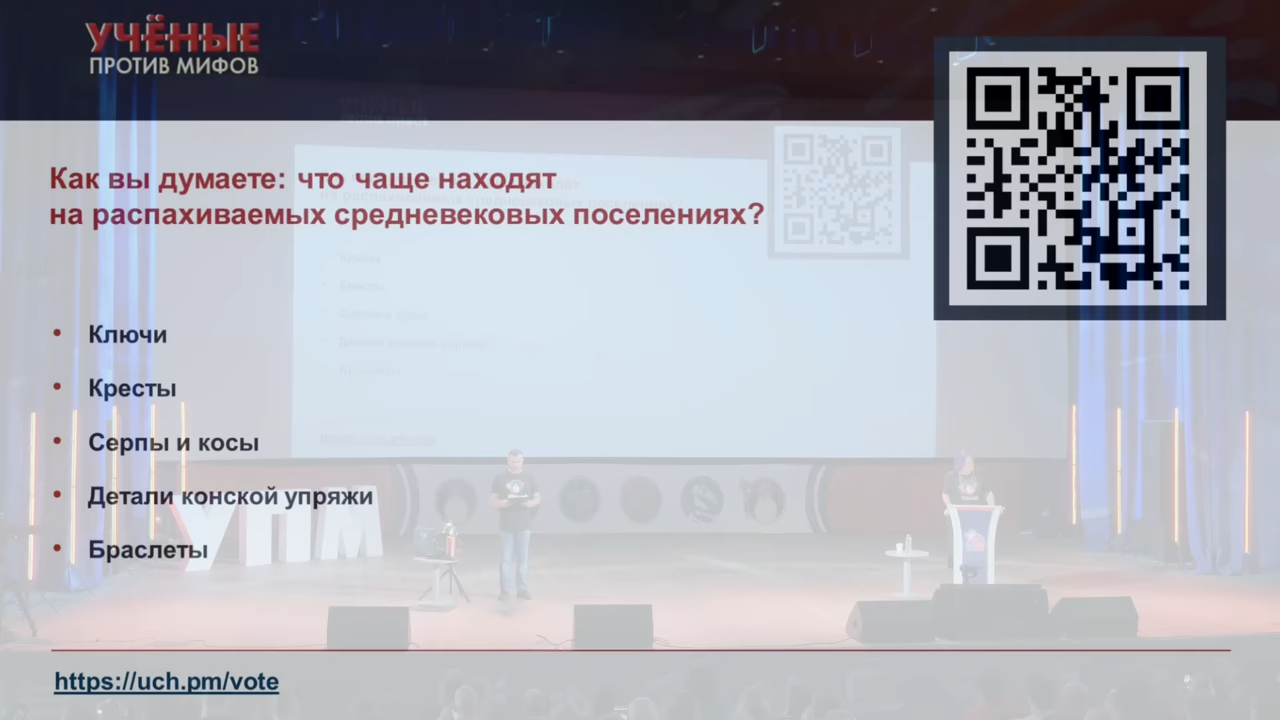 УЧЁНЫЕ
ПРОТИВ МИФОВ
Как вы думаете: что чаще находят
на распахиваемых средневековых поселениях?
• Ключи
• Кресты
• Серпы и косы
• Детали конской упряжи
• Браслеты
УПМ
https://uch.pm/vote